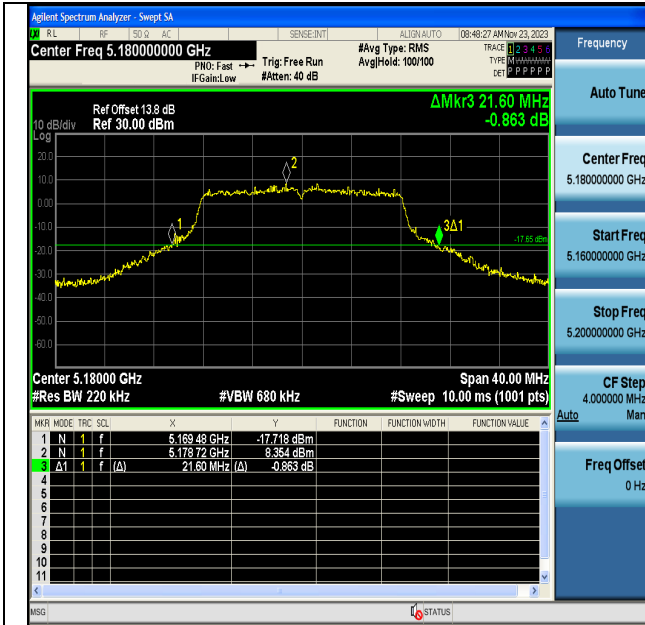 Agilent Spectrum Analyzer - Swept SA
LXI RL RF 50 Ω AC SENSE:INT ALIGN AUTO 08:48:27 AM Nov 23, 2023
Center Freq 5.180000000 GHz #Avg Type: RMS TRACE 1 2 3 4 5 6
PNO: Fast Trig: Free Run Avg|Hold: 100/100 TYPE M
IFGain:Low #Atten: 40 dB DET P P P P P P
Frequency
Auto Tune
Center Freq
5.180000000 GHz
Start Freq
5.160000000 GHz
Stop Freq
5.200000000 GHz
CF Step
4.000000 MHz
Auto Man
Freq Offset
0 Hz
ΔMkr3 21.60 MHz
-0.863 dB
Ref Offset 13.8 dB
10 dB/div Ref 30.00 dBm
Log
20.0
10.0
0.00
-10.0
-20.0
-30.0
-40.0
-50.0
-60.0
1
2
3Δ1
-17.65 dBm
Center 5.18000 GHz Span 40.00 MHz
#Res BW 220 kHz #VBW 680 kHz #Sweep 10.00 ms (1001 pts)
MKR MODE TRC SCL X Y FUNCTION FUNCTION WIDTH FUNCTION VALUE
1 N 1 f 5.169 48 GHz -17.718 dBm
2 N 1 f 5.178 72 GHz 8.354 dBm
3 Δ1 1 f (Δ) 21.60 MHz (Δ) -0.863 dB
4
5
6
7
8
9
10
11
MSG STATUS